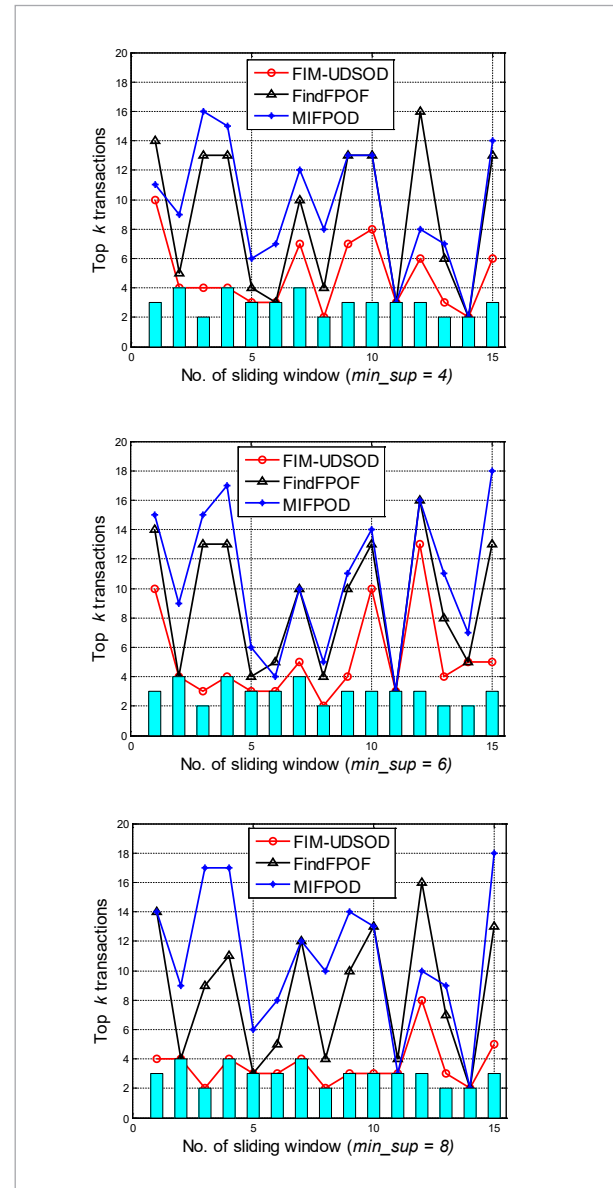 20
18
16
14
12
10
8
6
4
2
0
Top k transactions
FIM-UDSOD
FindFPOF
MIFPOD
0 5 10 15
No. of sliding window (min_sup = 4)
20
18
16
14
12
10
8
6
4
2
0
Top k transactions
FIM-UDSOD
FindFPOF
MIFPOD
0 5 10 15
No. of sliding window (min_sup = 6)
20
18
16
14
12
10
8
6
4
2
0
Top k transactions
FIM-UDSOD
FindFPOF
MIFPOD
0 5 10 15
No. of sliding window (min_sup = 8)